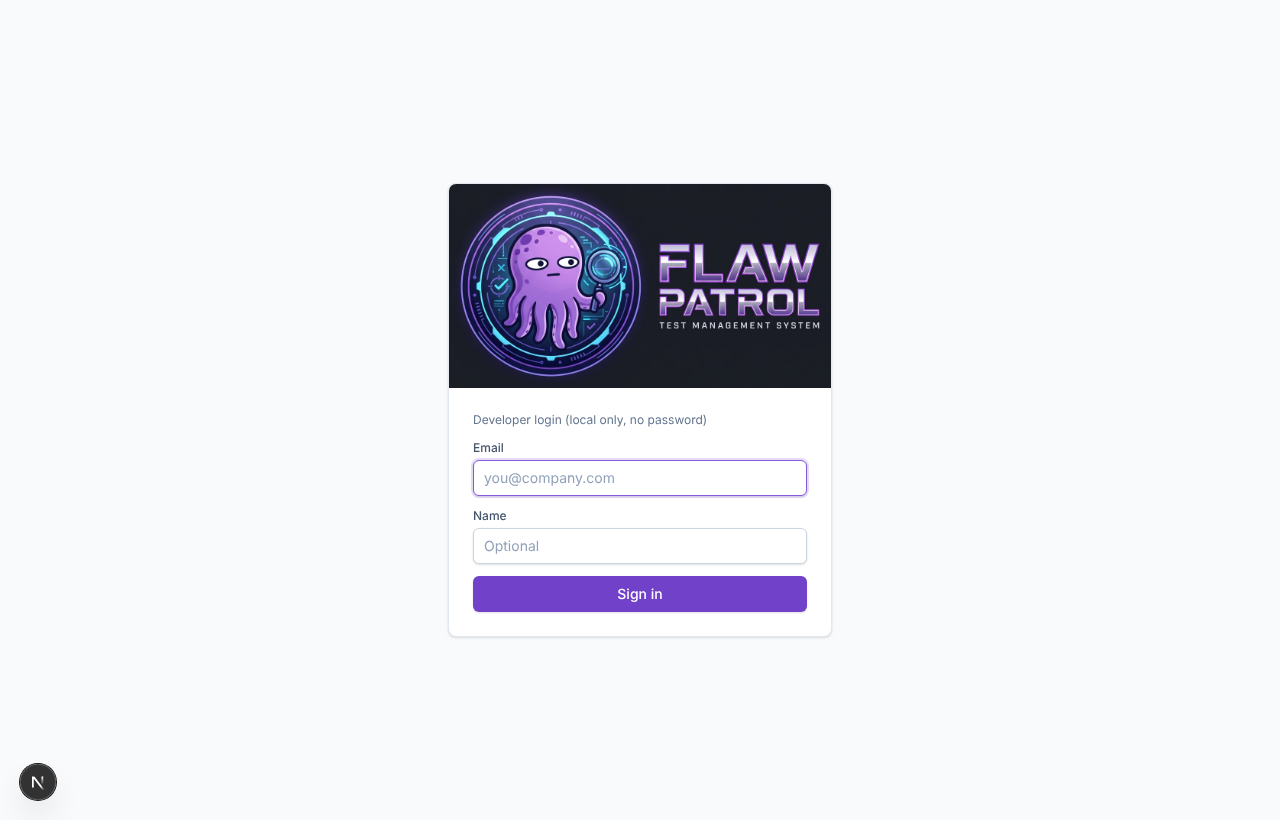 FLAW
PATROL
TEST MANAGEMENT SYSTEM
Developer login (local only, no password)
Email
you@company.com
Name
Optional
Sign in
N